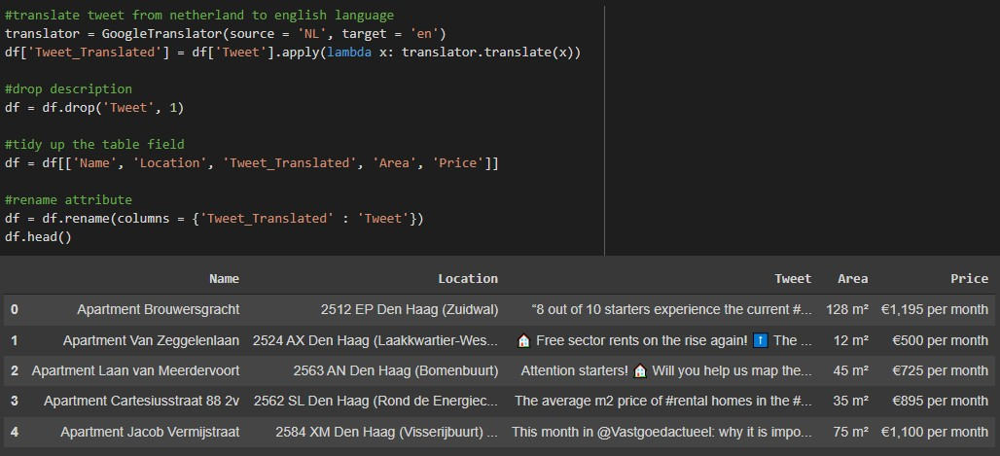 #translate tweet from netherland to english language
translator = GoogleTranslator(source = 'NL', target = 'en')
df['Tweet_Translated'] = df['Tweet'].apply(lambda x: translator.translate(x))
#drop description
df = df.drop('Tweet', 1)
#tidy up the table field
df = df[['Name', 'Location', 'Tweet_Translated', 'Area', 'Price']]
#rename attribute
df = df.rename(columns = {'Tweet_Translated' : 'Tweet'})
df.head()
Name Location Tweet Area Price
0 Apartment Brouwersgracht 2512 EP Den Haag (Zuidwal) “8 out of 10 starters experience the current #... 128 m² €1,195 per month
1 Apartment Van Zeggelenlaan 2524 AX Den Haag (Laakkwartier-Wes... 🏠 Free sector rents on the rise again! ⬆️ The ... 12 m² €500 per month
2 Apartment Laan van Meerdervoort 2563 AN Den Haag (Bomenbuurt) Attention starters! 🏠 Will you help us map the... 45 m² €725 per month
3 Apartment Cartesiusstraat 88 2v 2562 SL Den Haag (Rond de Energiec... The average m2 price of #rental homes in the #... 35 m² €895 per month
4 Apartment Jacob Vermijstraat 2584 XM Den Haag (Visserijbuurt) ... This month in @Vastgoedactueel: why it is impo... 75 m² €1,100 per month